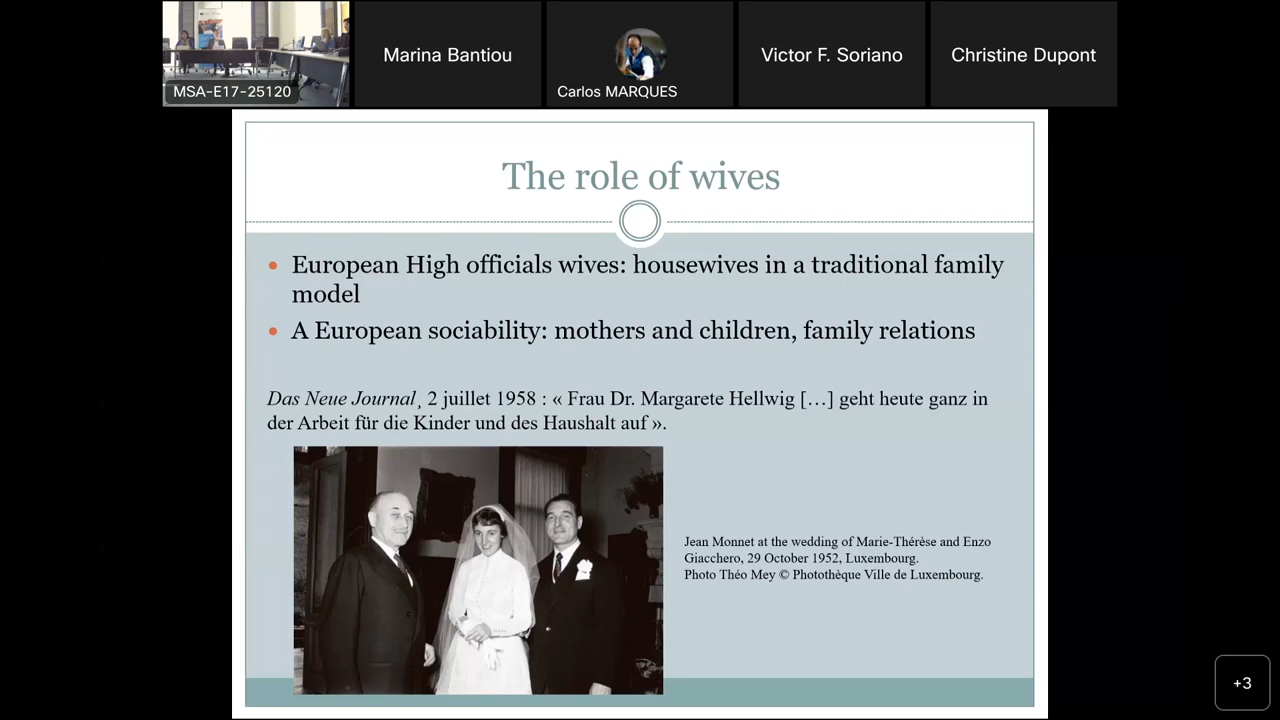 MSA-E17-25120
Marina Bantiou
Carlos MARQUES
Victor F. Soriano
Christine Dupont
The role of wives
• European High officials wives: housewives in a traditional family
model
• A European sociability: mothers and children, family relations
Das Neue Journal¸ 2 juillet 1958 : « Frau Dr. Margarete Hellwig […] geht heute ganz in
der Arbeit für die Kinder und des Haushalt auf ».
Jean Monnet at the wedding of Marie-Thérèse and Enzo
Giacchero, 29 October 1952, Luxembourg.
Photo Théo Mey © Photothèque Ville de Luxembourg.
+3